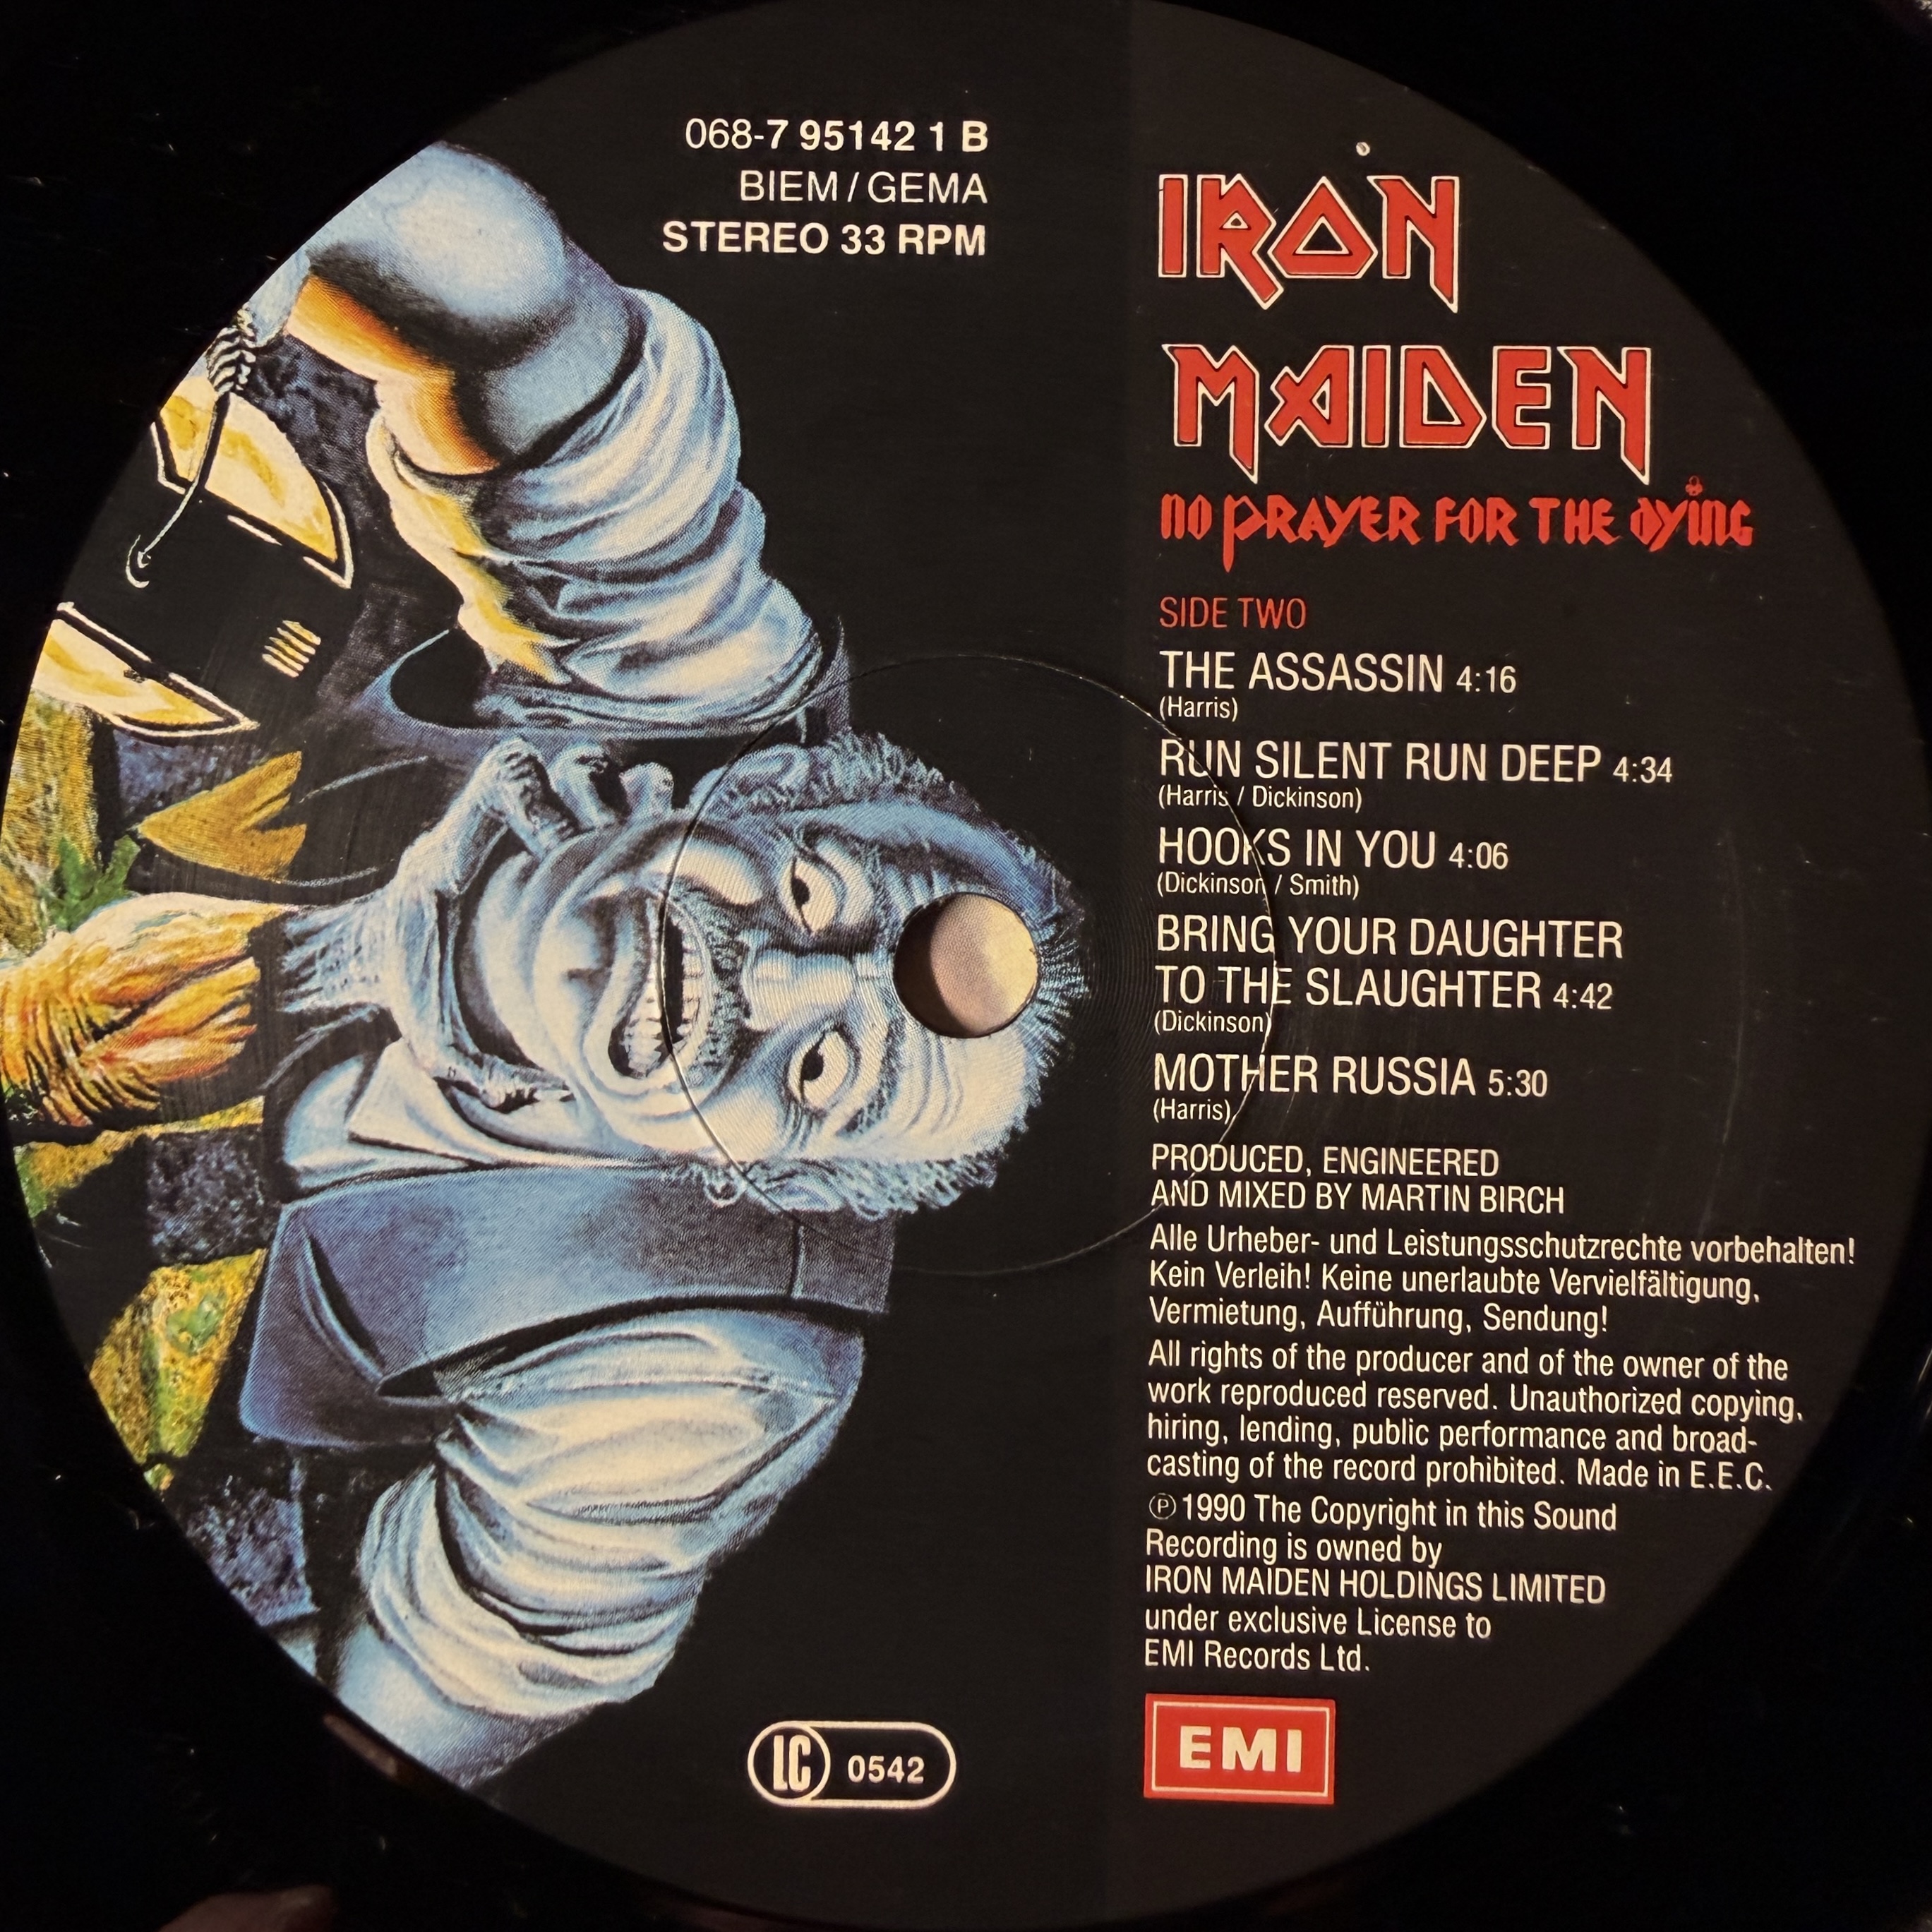 068-7 95142 1 B
BIEM / GEMA
STEREO 33 RPM
IRON
MAIDEN
NO PRAYER FOR THE DYING
SIDE TWO
THE ASSASSIN 4:16
(Harris)
RUN SILENT RUN DEEP 4:34
(Harris / Dickinson)
HOOKS IN YOU 4:06
(Dickinson / Smith)
BRING YOUR DAUGHTER
TO THE SLAUGHTER 4:42
(Dickinson)
MOTHER RUSSIA 5:30
(Harris)
PRODUCED, ENGINEERED
AND MIXED BY MARTIN BIRCH
Alle Urheber- und Leistungsschutzrechte vorbehalten!
Kein Verleih! Keine unerlaubte Vervielfältigung,
Vermietung, Aufführung, Sendung!
All rights of the producer and of the owner of the
work reproduced reserved. Unauthorized copying,
hiring, lending, public performance and broad-
casting of the record prohibited. Made in E.E.C.
℗ 1990 The Copyright in this Sound
Recording is owned by
IRON MAIDEN HOLDINGS LIMITED
under exclusive License to
EMI Records Ltd.
LC 0542
EMI